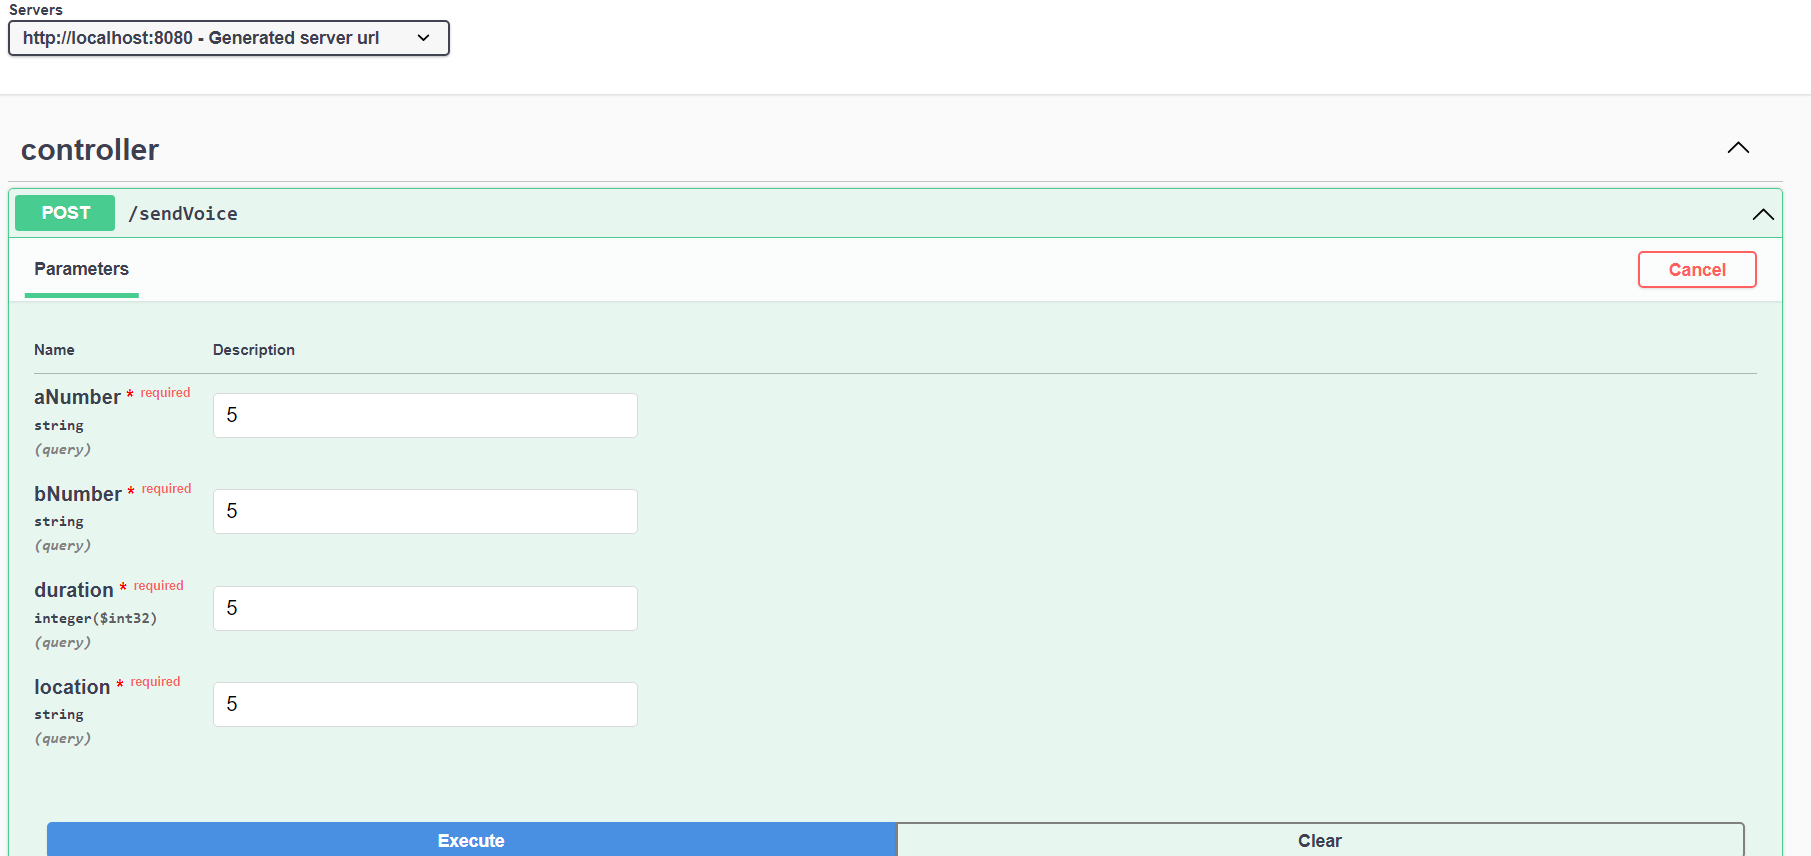 Servers
http://localhost:8080 - Generated server url
controller
POST /sendVoice
Parameters Cancel
Name Description
aNumber * required
5
string
(query)
bNumber * required
5
string
(query)
duration * required
5
integer($int32)
(query)
location * required
5
string
(query)
Execute Clear